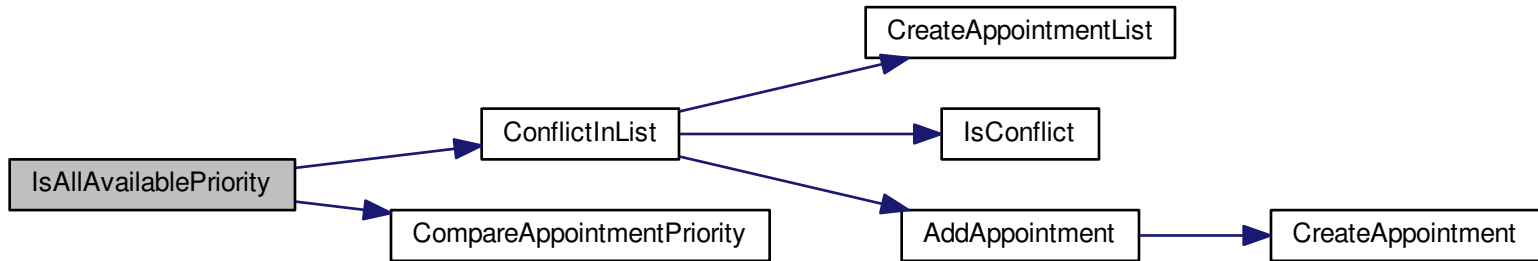 CreateAppointmentList
ConflictInList
IsConflict
IsAllAvailablePriority
CompareAppointmentPriority
AddAppointment
CreateAppointment